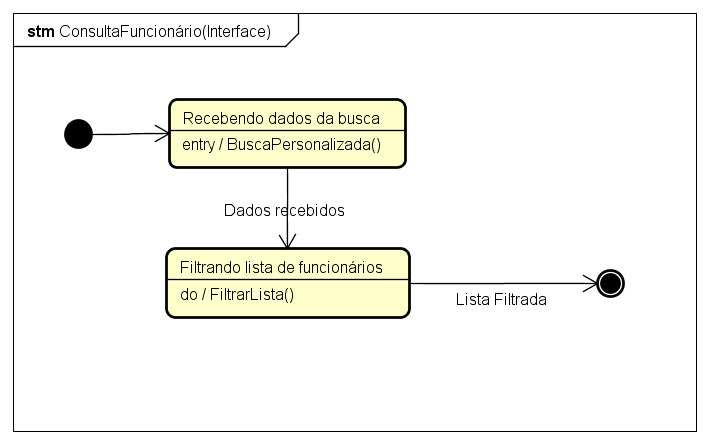 stm ConsultaFuncionário(Interface)
Recebendo dados da busca
entry / BuscaPersonalizada()
Dados recebidos
Filtrando lista de funcionários
do / FiltrarLista()
Lista Filtrada